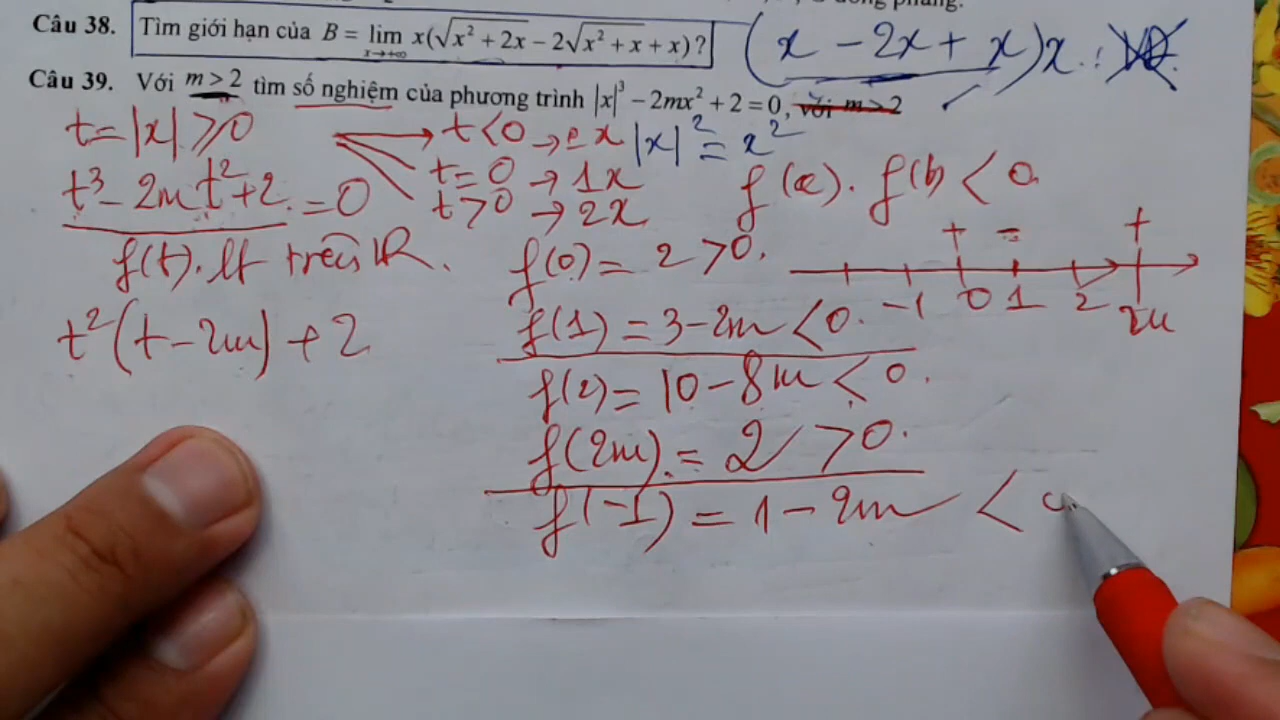 đồng phẳng.
Câu 38. Tìm giới hạn của B = lim x→+∞ x(√(x² + 2x) − 2√(x² + x) + x) ?
(x − 2x + x)x.
Câu 39. Với m > 2 tìm số nghiệm của phương trình |x|³ − 2mx² + 2 = 0, với m > 2
t = |x| ≥ 0
t < 0 →
|x|² = x²
t = 0 → 1x
t > 0 → 2x
t³ − 2mt² + 2 = 0
f(t). lt trên R.
t²(t − 2m) + 2
f(a). f(b) < 0
f(0) = 2 > 0.
f(1) = 3 − 2m < 0.
f(2) = 10 − 8m < 0.
f(2m) = 2 > 0.
f(−1) = 1 − 2m <
+ − +
−1 0 1 2 2m